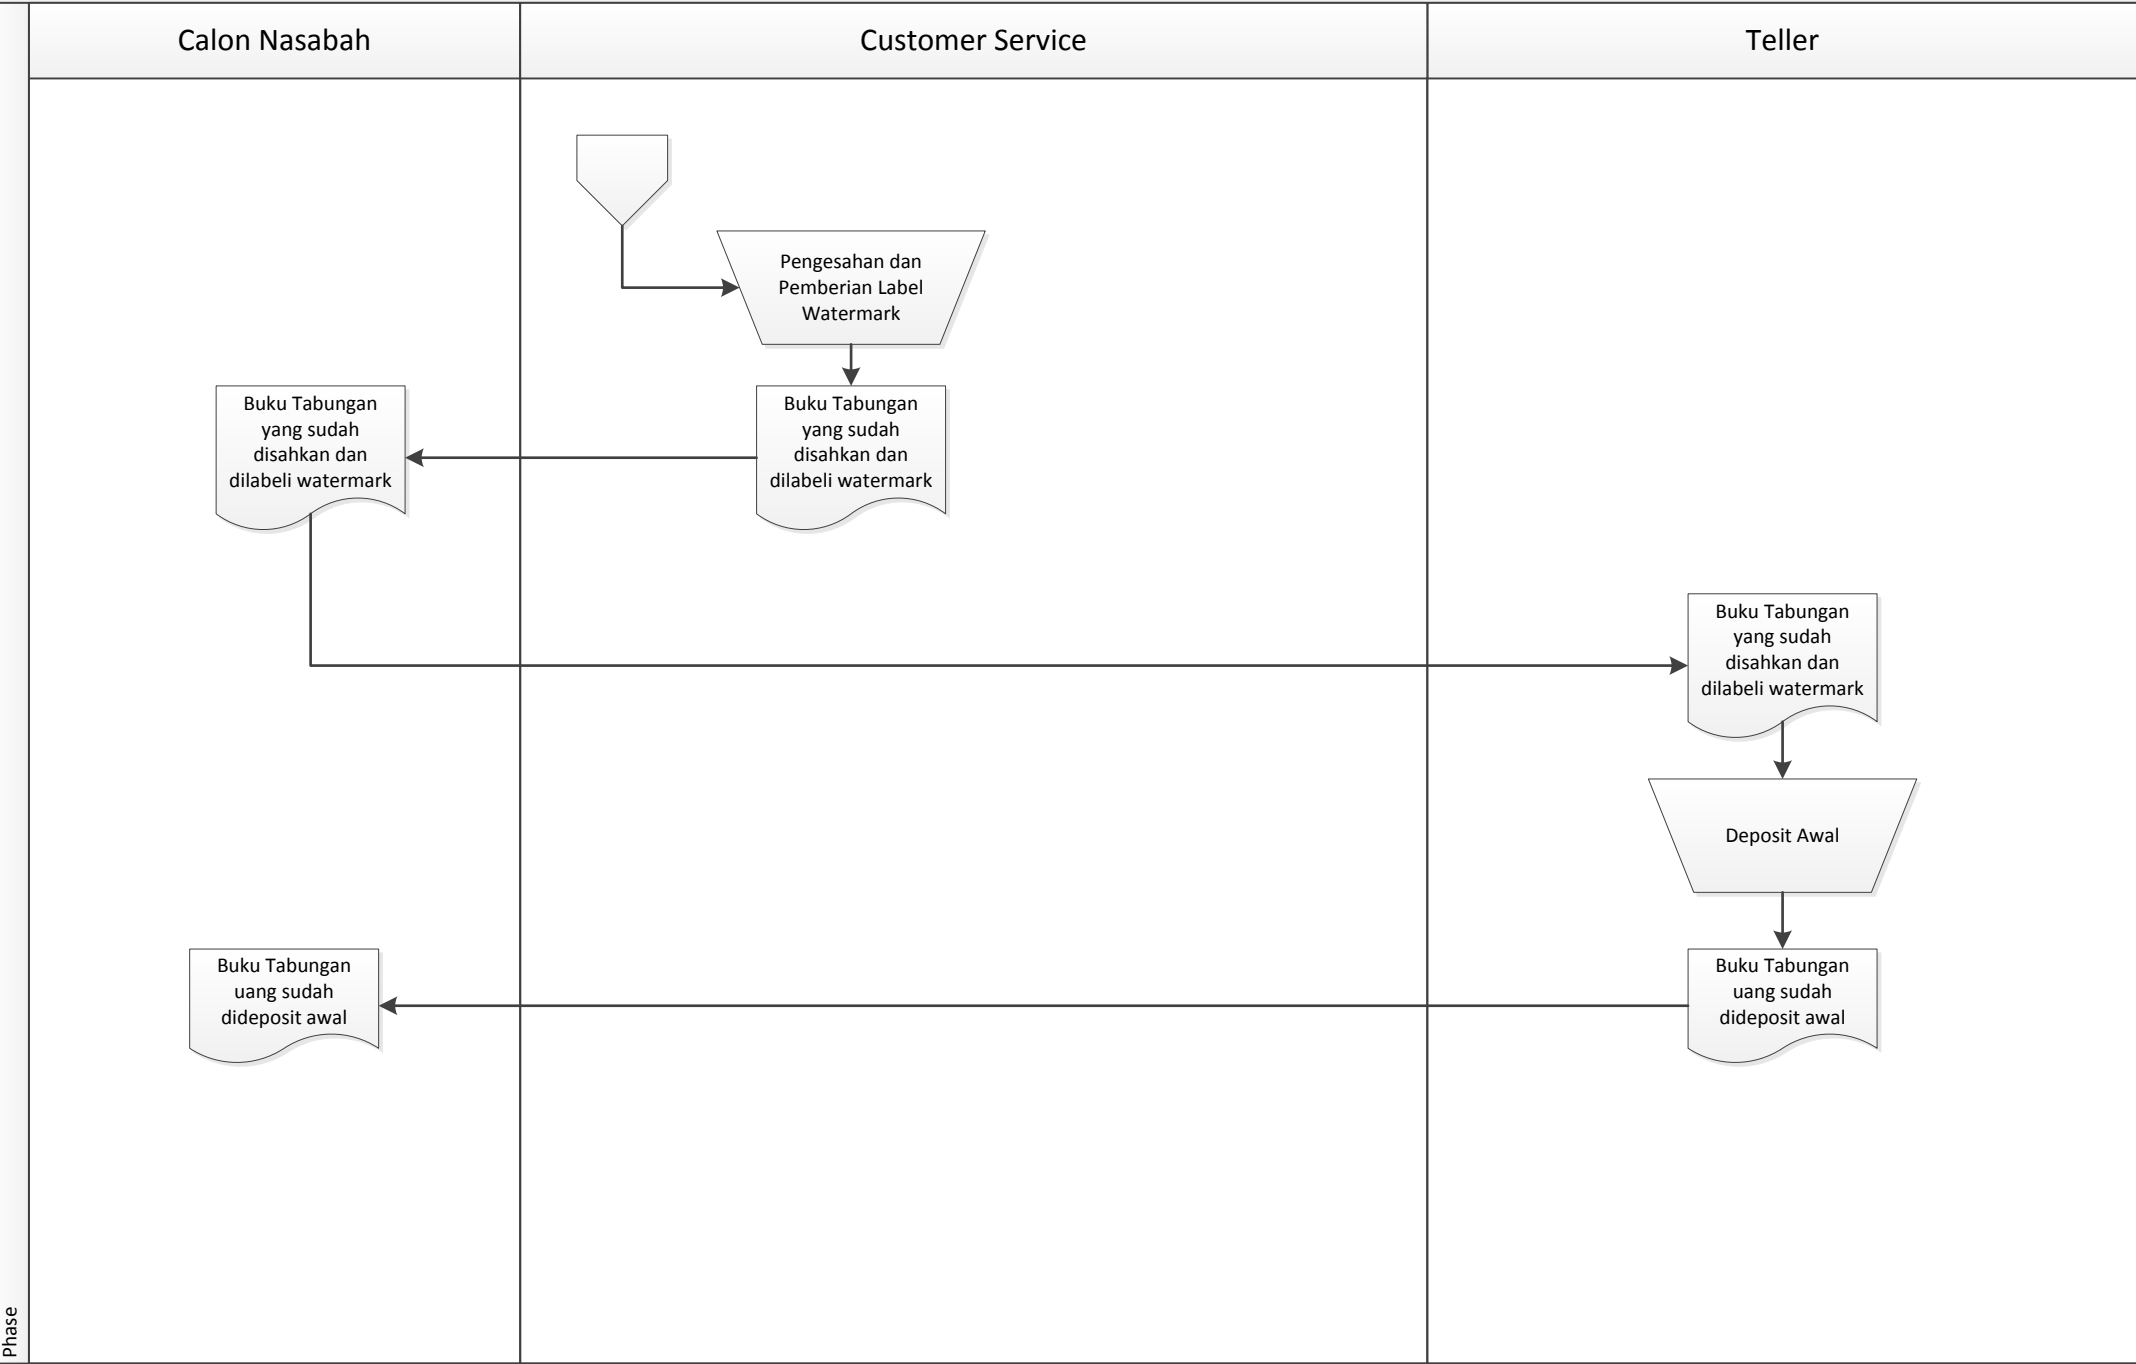 Calon Nasabah
Customer Service
Teller
Pengesahan dan
Pemberian Label
Watermark
Buku Tabungan
yang sudah
disahkan dan
dilabeli watermark
Buku Tabungan
yang sudah
disahkan dan
dilabeli watermark
Buku Tabungan
yang sudah
disahkan dan
dilabeli watermark
Deposit Awal
Buku Tabungan
uang sudah
dideposit awal
Buku Tabungan
uang sudah
dideposit awal
Phase